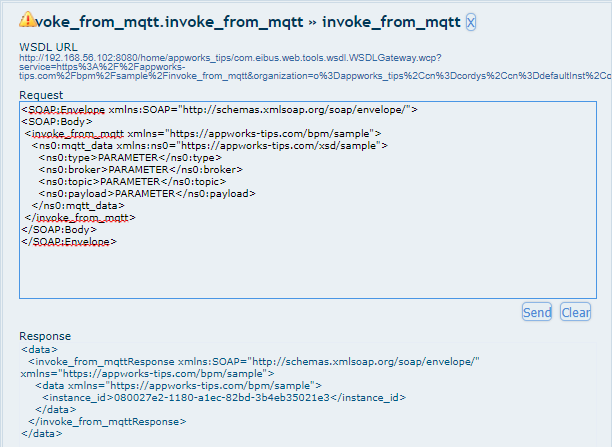 voke_from_mqtt.invoke_from_mqtt » invoke_from_mqtt x
WSDL URL
http://192.168.56.102:8080/home/appworks_tips/com.eibus.web.tools.wsdl.WSDLGateway.wcp?
service=https%3A%2F%2Fappworks-
tips.com%2Fbpm%2Fsample%2Finvoke_from_mqtt&organization=o%3Dappworks_tips%2Ccn%3Dcordys%2Ccn%3DdefaultInst%2Cc
Request
<SOAP:Envelope xmlns:SOAP="http://schemas.xmlsoap.org/soap/envelope/">
<SOAP:Body>
<invoke_from_mqtt xmlns="https://appworks-tips.com/bpm/sample">
<ns0:mqtt_data xmlns:ns0="https://appworks-tips.com/xsd/sample">
<ns0:type>PARAMETER</ns0:type>
<ns0:broker>PARAMETER</ns0:broker>
<ns0:topic>PARAMETER</ns0:topic>
<ns0:payload>PARAMETER</ns0:payload>
</ns0:mqtt_data>
</invoke_from_mqtt>
</SOAP:Body>
</SOAP:Envelope>
Send Clear
Response
<data>
<invoke_from_mqttResponse xmlns:SOAP="http://schemas.xmlsoap.org/soap/envelope/"
xmlns="https://appworks-tips.com/bpm/sample">
<data xmlns="https://appworks-tips.com/bpm/sample">
<instance_id>080027e2-1180-a1ec-82bd-3b4eb35021e3</instance_id>
</data>
</invoke_from_mqttResponse>
</data>